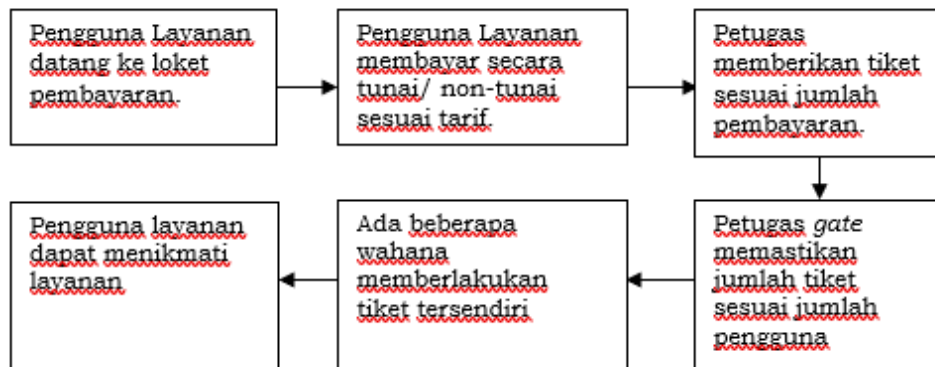 Pengguna Layanan
datang ke loket
pembayaran.
Pengguna Layanan
membayar secara
tunai/ non-tunai
sesuai tarif.
Petugas
memberikan tiket
sesuai jumlah
pembayaran.
Petugas gate
memastikan
jumlah tiket
sesuai jumlah
pengguna
Ada beberapa
wahana
memberlakukan
tiket tersendiri
Pengguna layanan
dapat menikmati
layanan